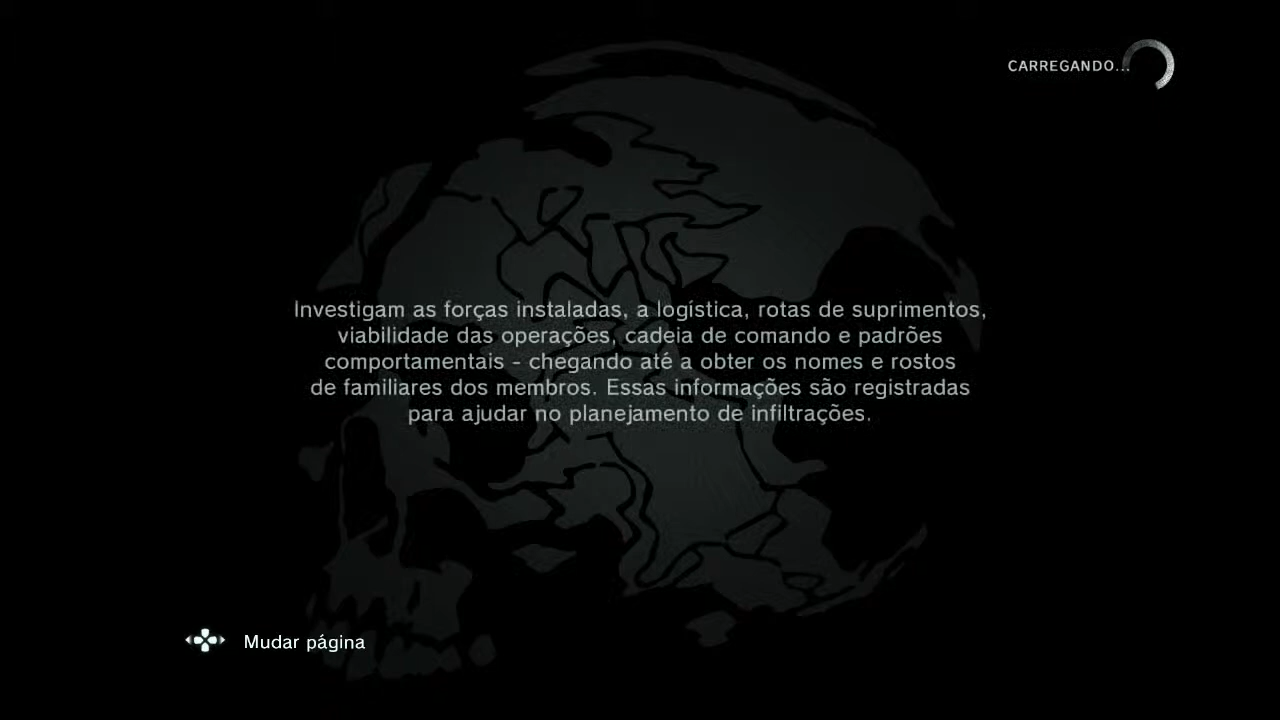 CARREGANDO...
Investigam as forças instaladas, a logística, rotas de suprimentos,
viabilidade das operações, cadeia de comando e padrões
comportamentais - chegando até a obter os nomes e rostos
de familiares dos membros. Essas informações são registradas
para ajudar no planejamento de infiltrações.
Mudar página